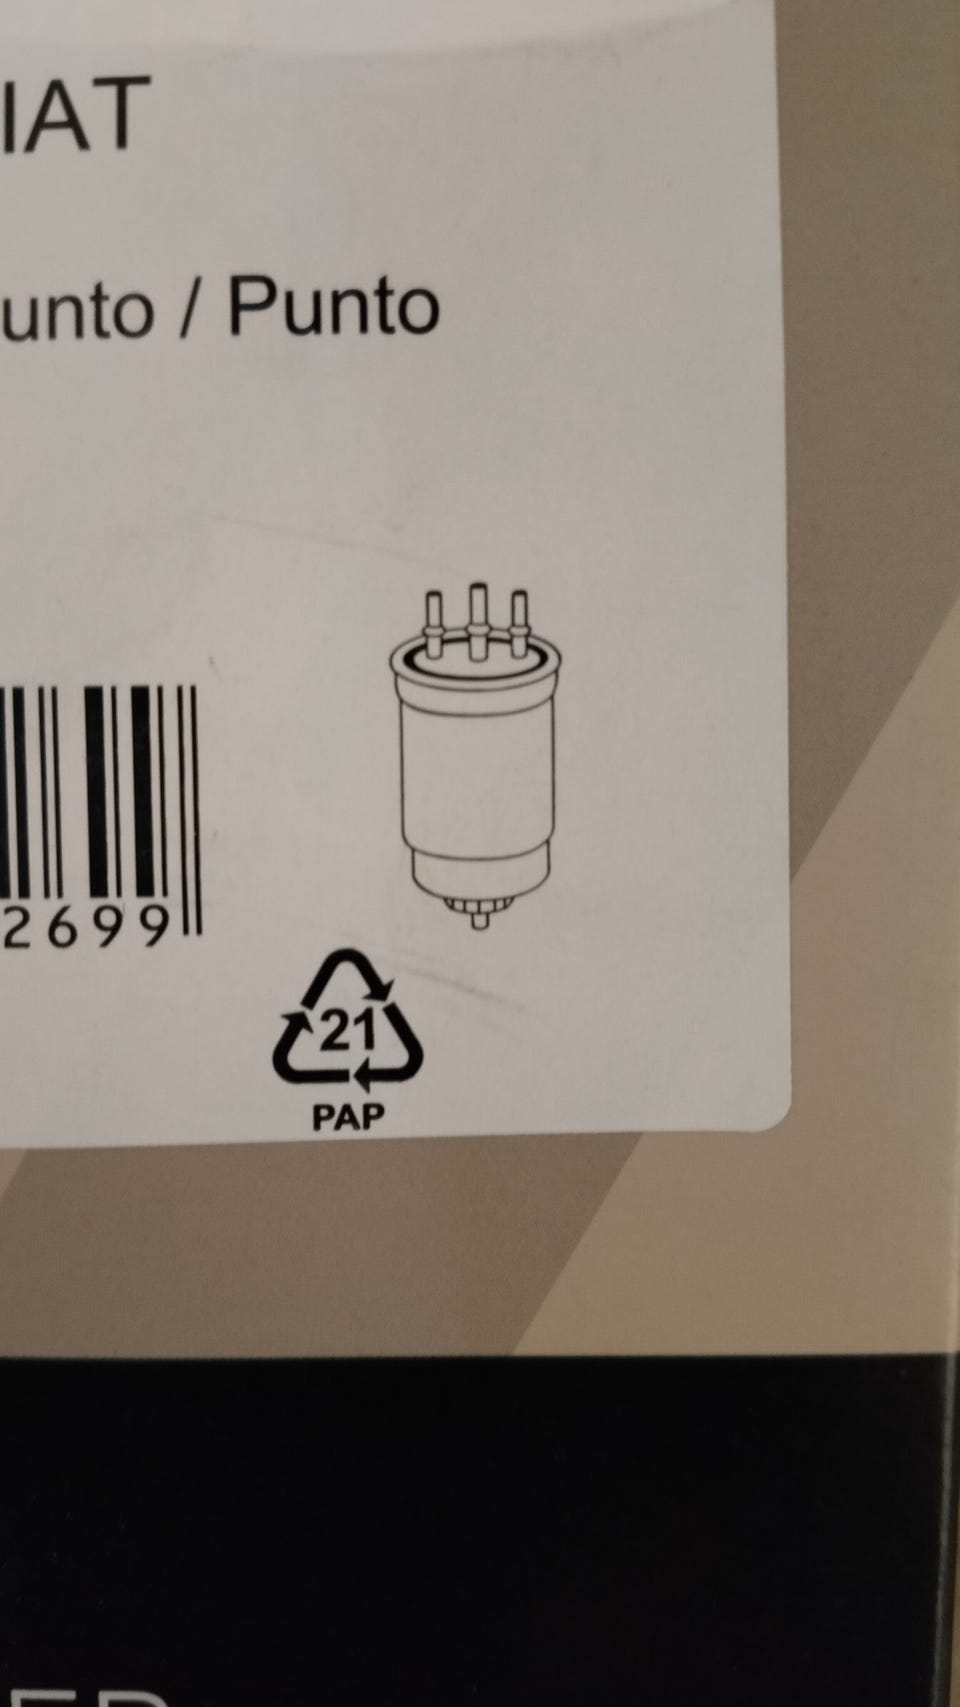 IAT
unto / Punto
2699
21
PAP